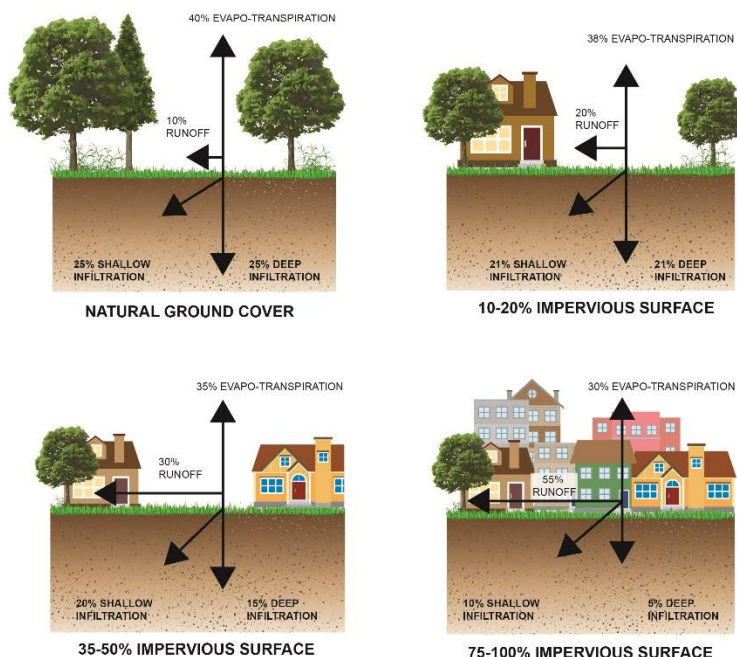 40% EVAPO-TRANSPIRATION
10%
RUNOFF
25% SHALLOW
INFILTRATION
25% DEEP
INFILTRATION
NATURAL GROUND COVER
38% EVAPO-TRANSPIRATION
20%
RUNOFF
21% SHALLOW
INFILTRATION
21% DEEP
INFILTRATION
10-20% IMPERVIOUS SURFACE
35% EVAPO-TRANSPIRATION
30%
RUNOFF
20% SHALLOW
INFILTRATION
15% DEEP
INFILTRATION
35-50% IMPERVIOUS SURFACE
30% EVAPO-TRANSPIRATION
55%
RUNOFF
10% SHALLOW
INFILTRATION
5% DEEP
INFILTRATION
75-100% IMPERVIOUS SURFACE